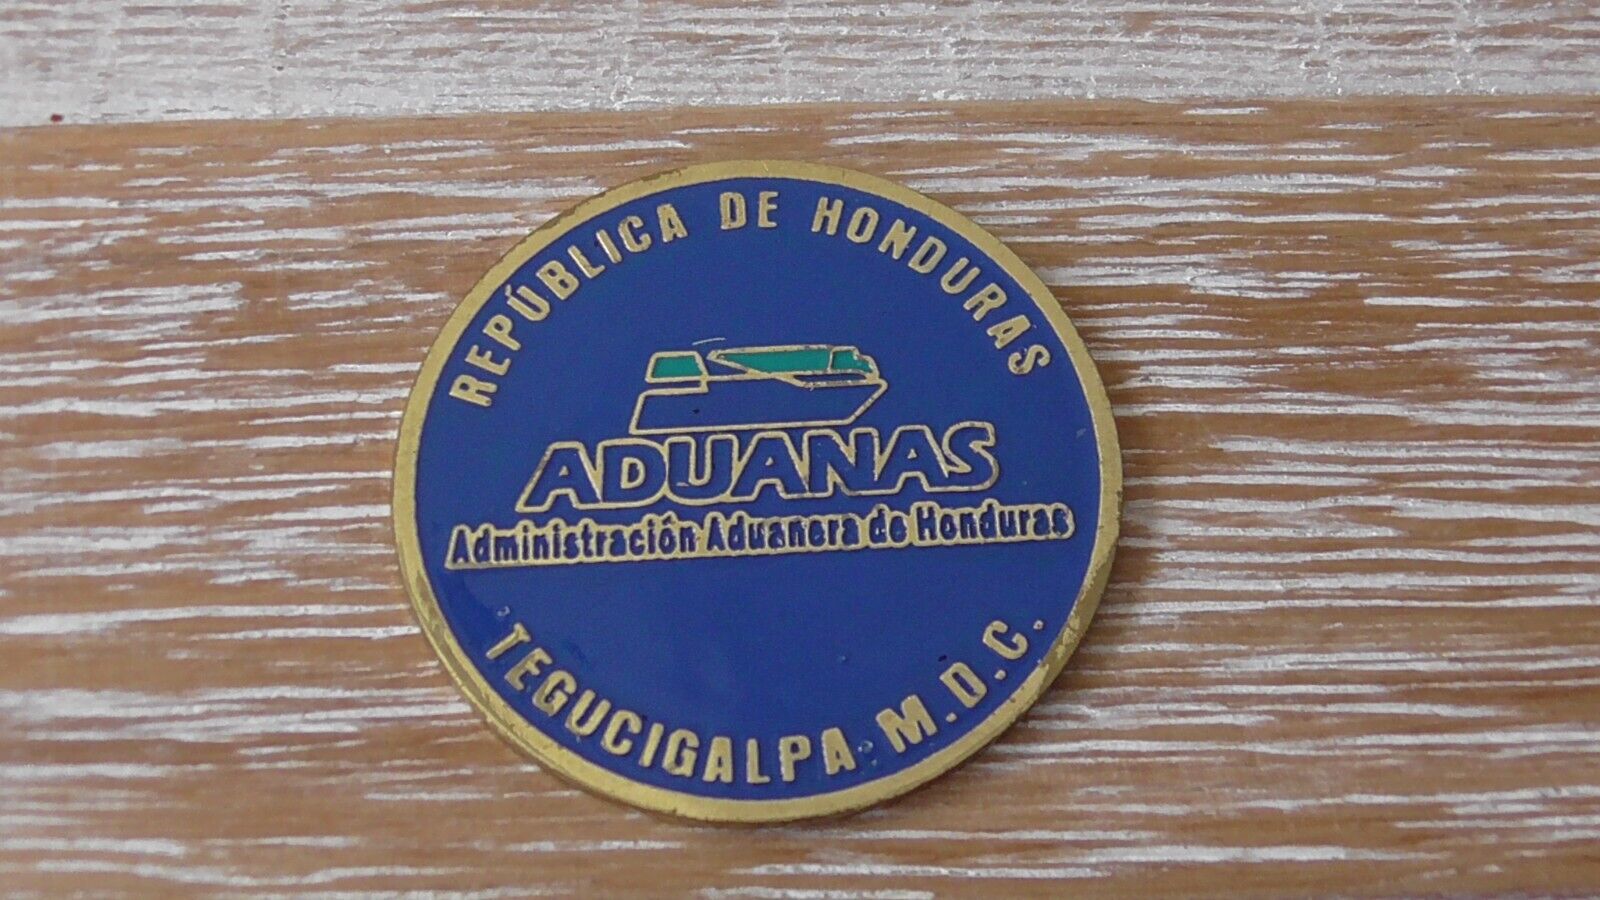 REPÚBLICA DE HONDURAS
ADUANAS
Administración Aduanera de Honduras
TEGUCIGALPA M.D.C.